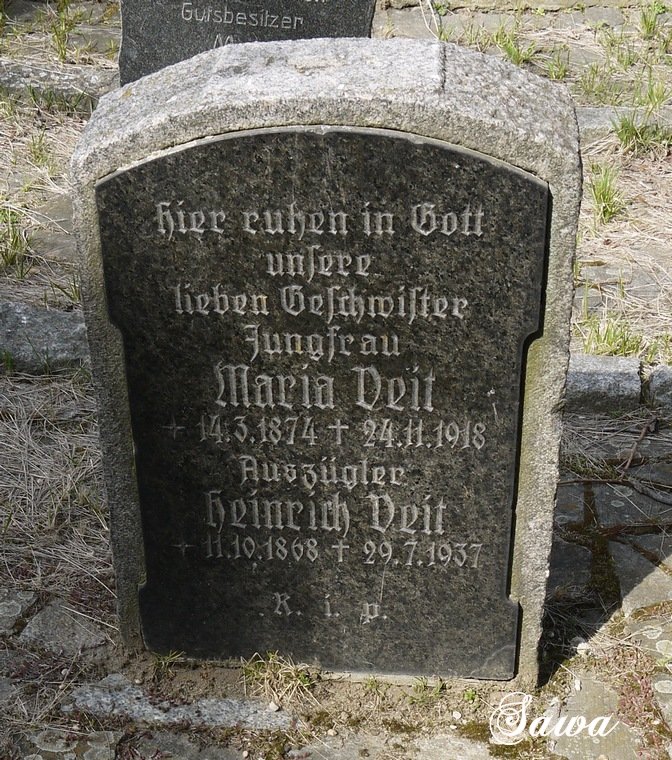 Gutsbesitzer
hier ruhen in Gott
unsere
lieben Geschwister
Jungfrau
Maria Veit
+ 14.3.1874 + 24.11.1918
Auszügler
Heinrich Veit
+ 11.10.1868 + 29.7.1937
R. i. p.
Sáwa